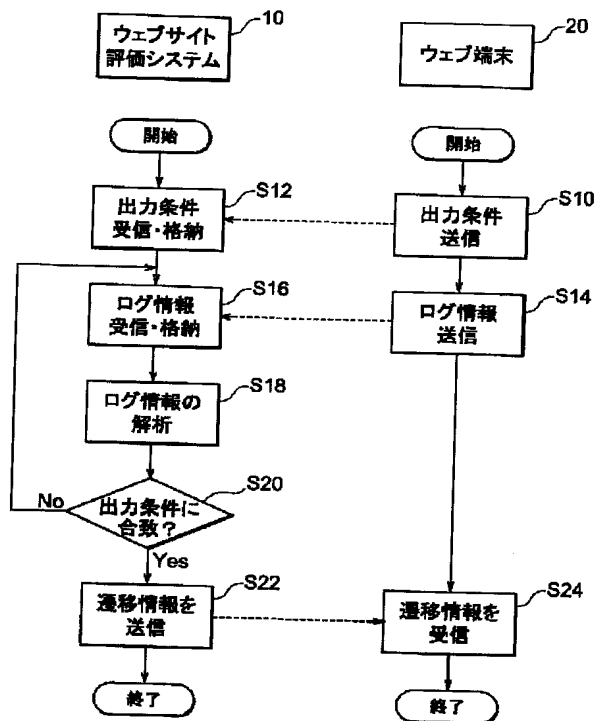 10
ウェブサイト
評価システム
20
ウェブ端末
開始
開始
S12
出力条件
受信・格納
S10
出力条件
送信
S16
ログ情報
受信・格納
S14
ログ情報
送信
S18
ログ情報の
解析
S20
出力条件に
合致？
No
Yes
S22
遷移情報を
送信
S24
遷移情報を
受信
終了
終了